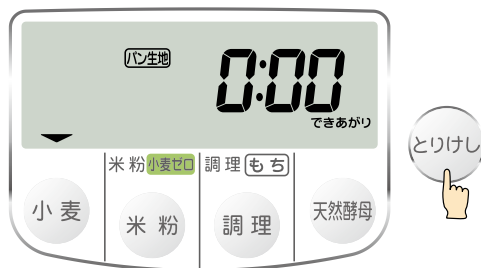 パン生地
0:00
できあがり
米粉 小麦ゼロ
調理 もち
とりけし
小麦
米粉
調理
天然酵母